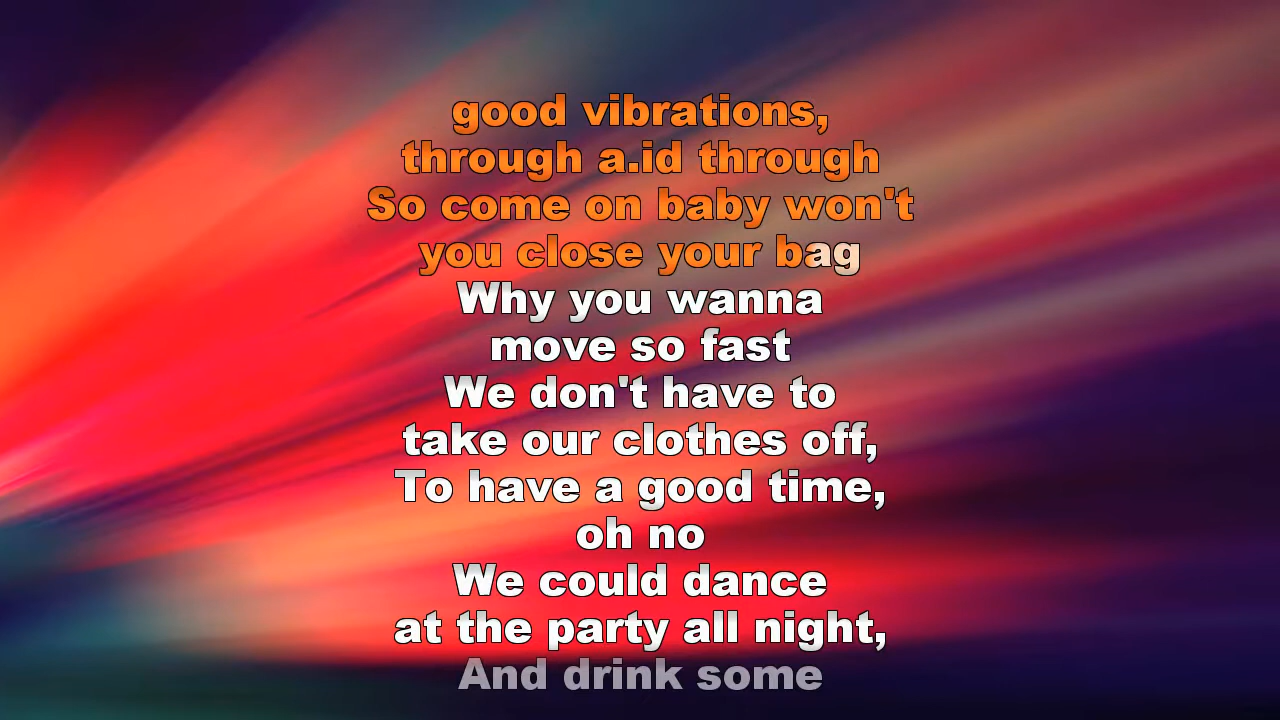 good vibrations,
through a.id through
So come on baby won't
you close your bag
Why you wanna
move so fast
We don't have to
take our clothes off,
To have a good time,
oh no
We could dance
at the party all night,
And drink some